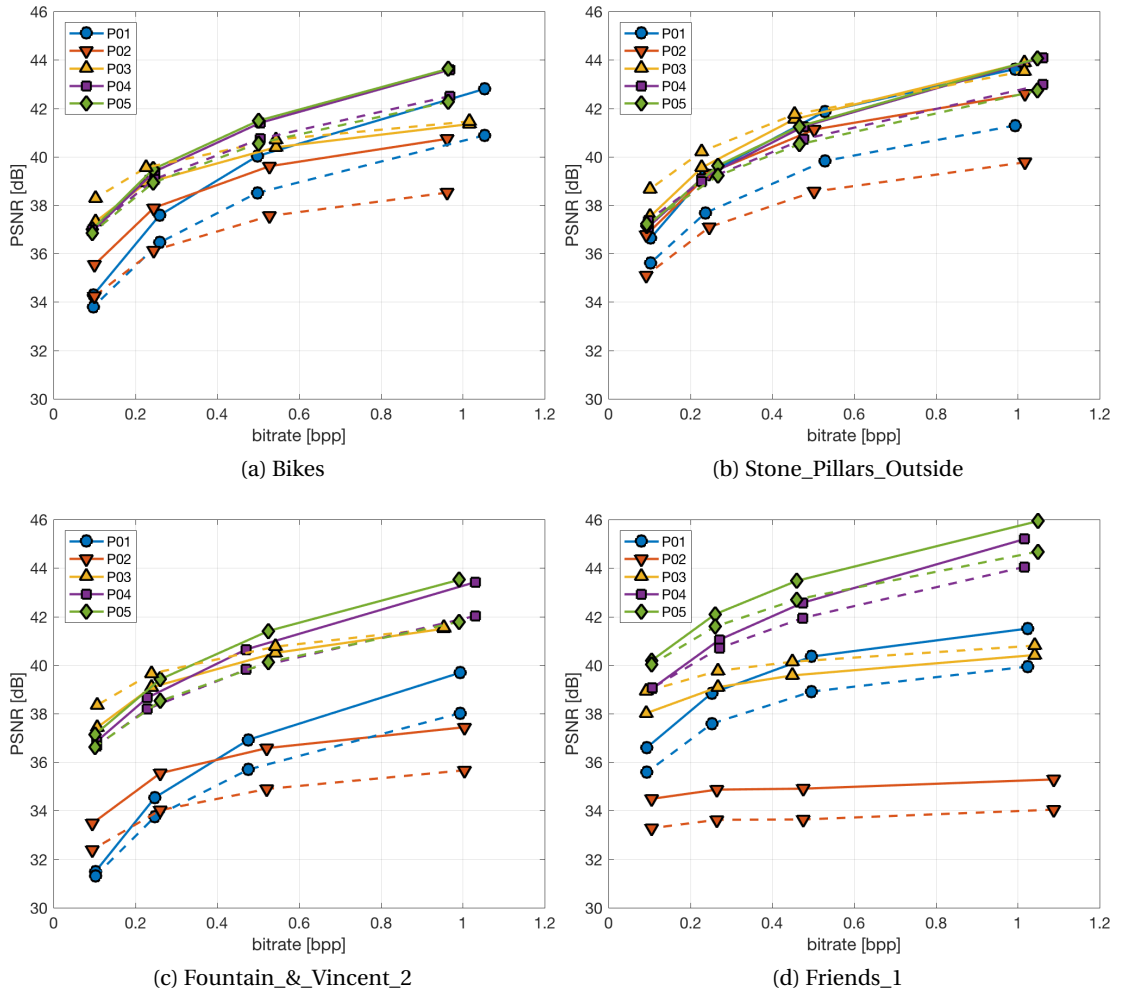 46
44
42
40
38
36
34
32
30
PSNR [dB]
P01
P02
P03
P04
P05
0 0.2 0.4 0.6 0.8 1 1.2
bitrate [bpp]
(a) Bikes
46
44
42
40
38
36
34
32
30
PSNR [dB]
P01
P02
P03
P04
P05
0 0.2 0.4 0.6 0.8 1 1.2
bitrate [bpp]
(b) Stone_Pillars_Outside
46
44
42
40
38
36
34
32
30
PSNR [dB]
P01
P02
P03
P04
P05
0 0.2 0.4 0.6 0.8 1 1.2
bitrate [bpp]
(c) Fountain_&_Vincent_2
46
44
42
40
38
36
34
32
30
PSNR [dB]
P01
P02
P03
P04
P05
0 0.2 0.4 0.6 0.8 1 1.2
bitrate [bpp]
(d) Friends_1